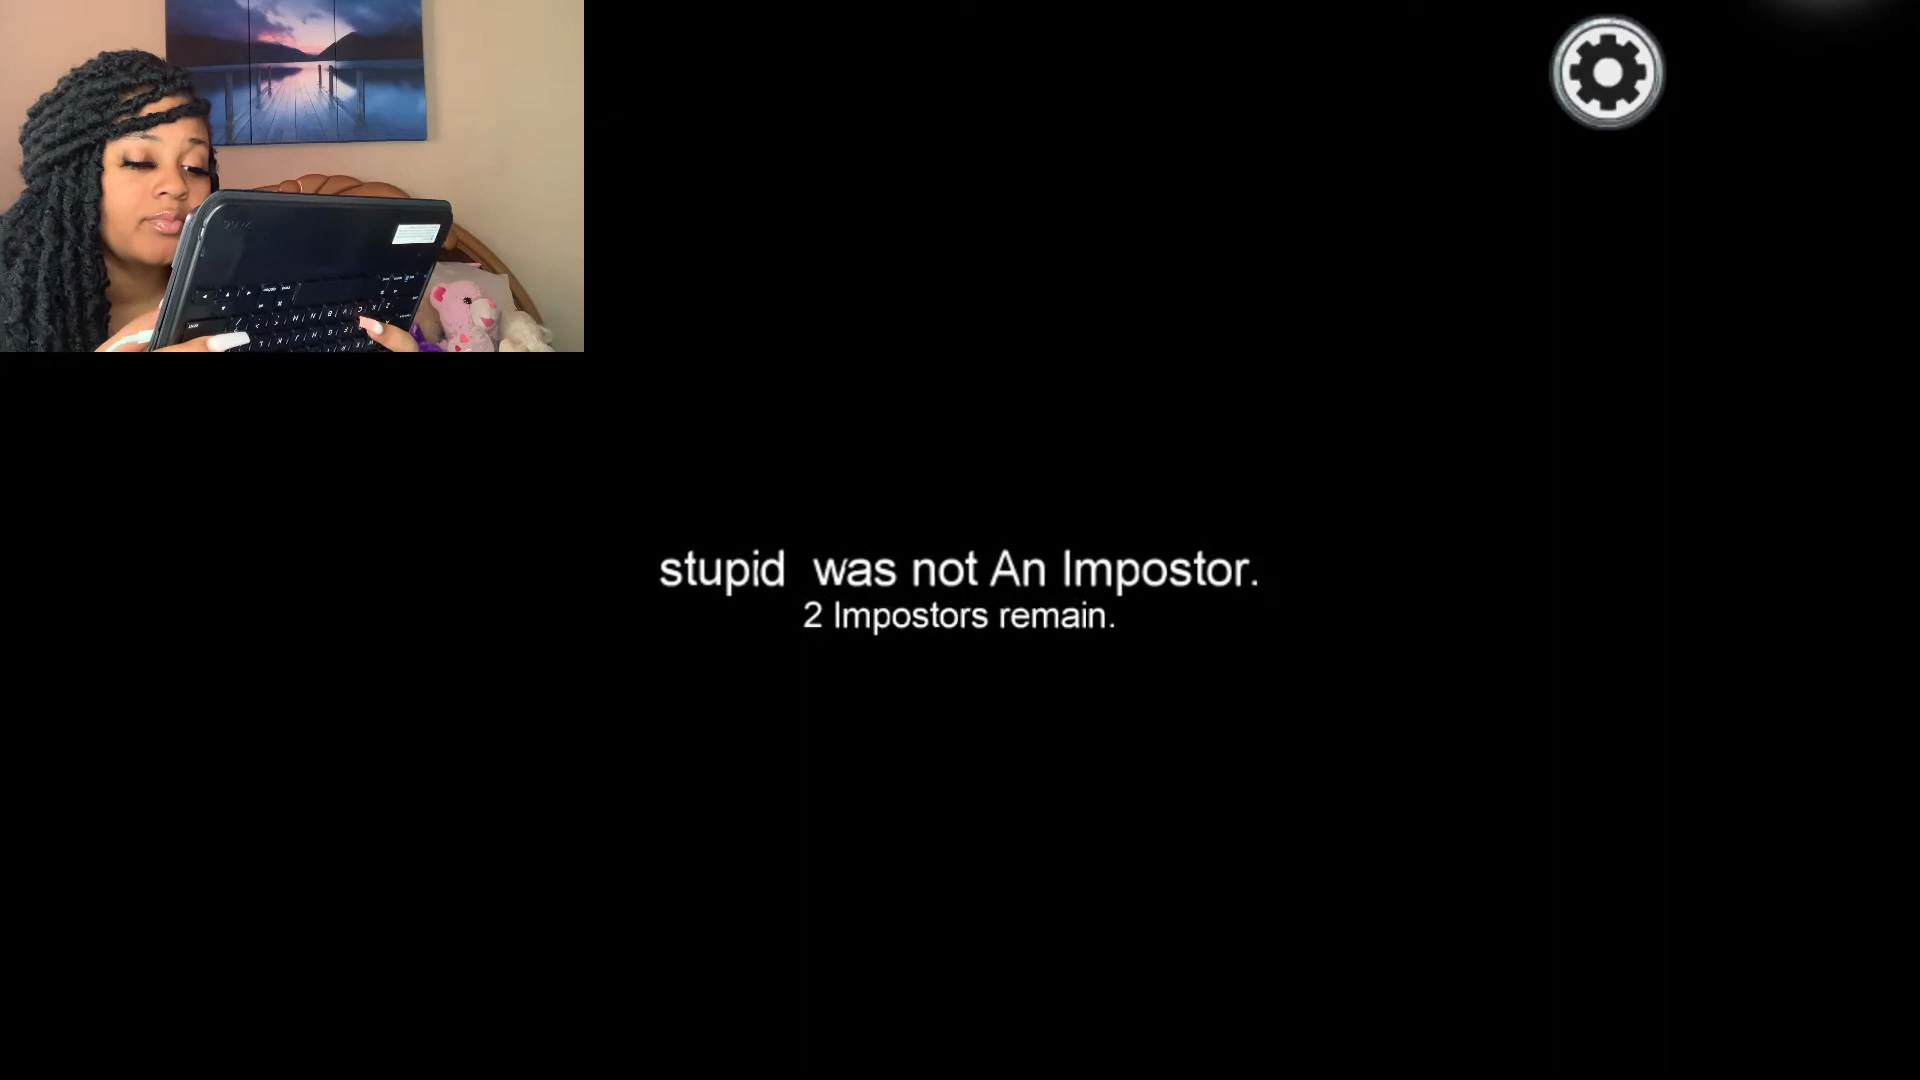 stupid  was not An Impostor.
2 Impostors remain.